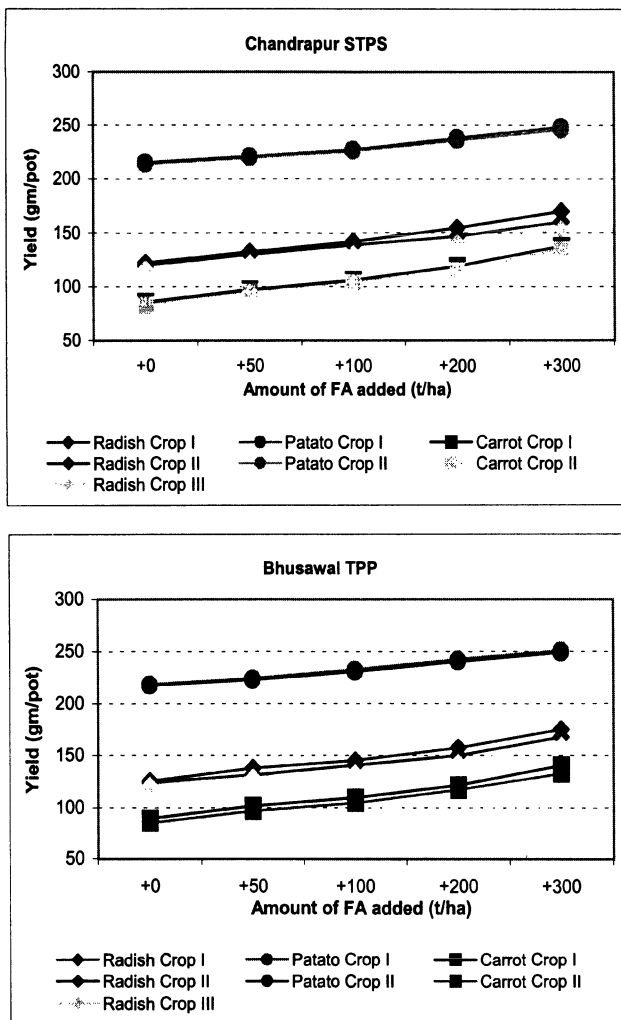 Chandrapur STPS
300
250
200
150
100
50
Yield (gm/pot)
+0 +50 +100 +200 +300
Amount of FA added (t/ha)
Radish Crop I Patato Crop I Carrot Crop I
Radish Crop II Patato Crop II Carrot Crop II
Radish Crop III
Bhusawal TPP
300
250
200
150
100
50
Yield (gm/pot)
+0 +50 +100 +200 +300
Amount of FA added (t/ha)
Radish Crop I Patato Crop I Carrot Crop I
Radish Crop II Patato Crop II Carrot Crop II
Radish Crop III